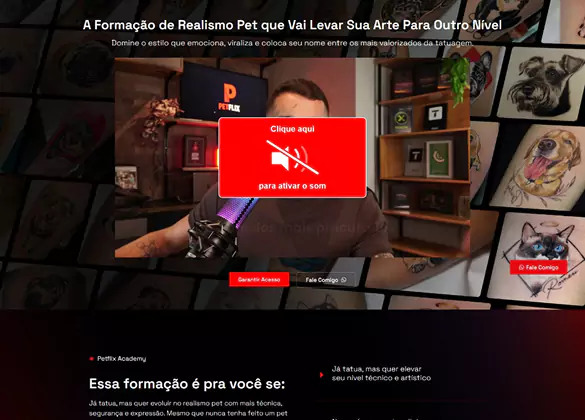 A Formação de Realismo Pet que Vai Levar Sua Arte Para Outro Nível
Domine o estilo que emociona, viraliza e coloca seu nome entre os mais valorizados da tatuagem.
P
PETFLIX
Clique aqui
para ativar o som
Garantir Acesso
Fale Comigo
Fale Comigo
Petflix Academy
Essa formação é pra você se:
Já tatua, mas quer evoluir no realismo pet com mais técnica,
segurança e expressão. Mesmo que nunca tenha feito um pet
Já tatua, mas quer elevar
seu nível técnico e artístico